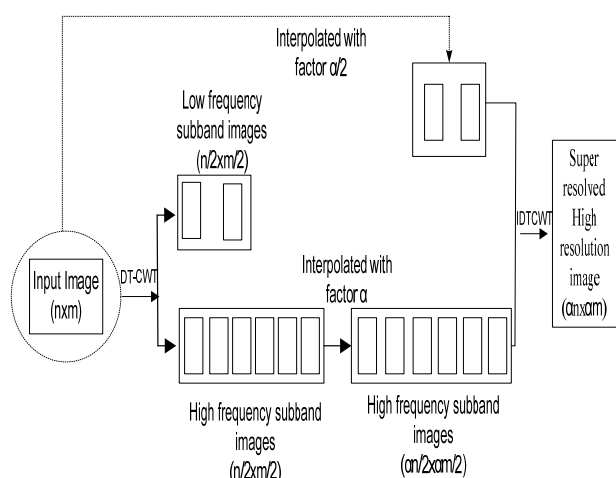 Interpolated with
factor α/2
Low frequency
subband images
(n/2xm/2)
Input Image
(nxm)
DT-CWT
Interpolated with
factor α
High frequency subband
images
(n/2xm/2)
High frequency subband
images
(αn/2xαm/2)
IDTCWT
Super
resolved
High
resolution
image
(αnxαm)